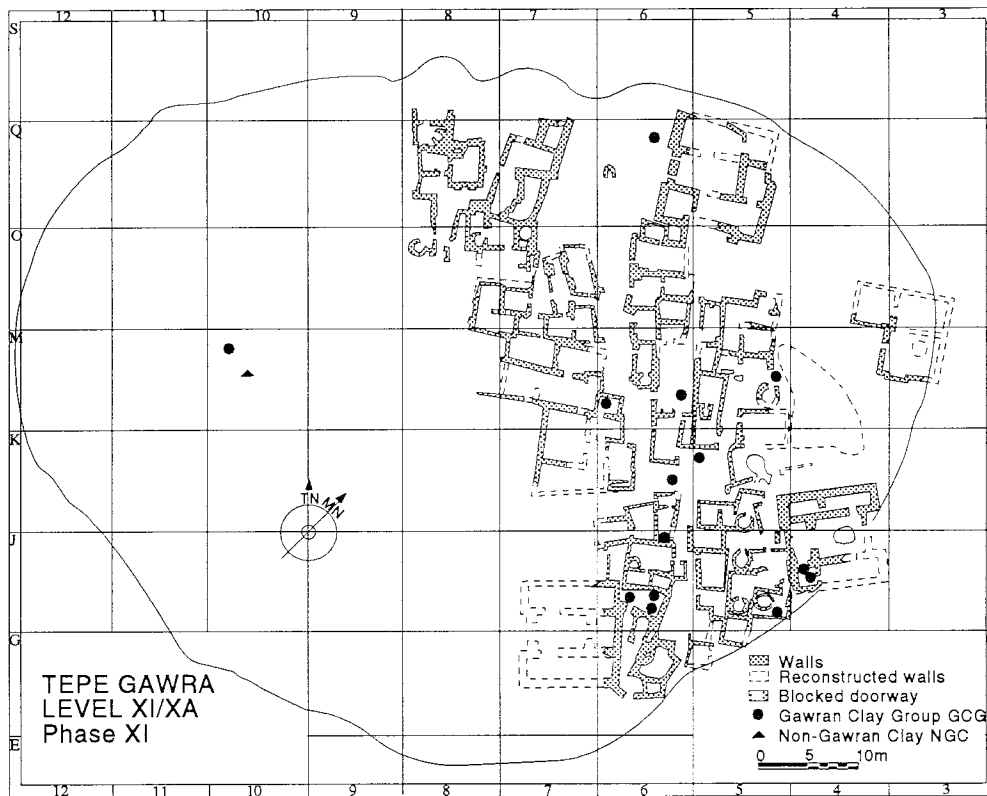 12 10 9 8 7 6 5 4 3
S
Q
O
M
K
J
G
E
TN MN
TEPE GAWRA
LEVEL XI/XA
Phase XI
Walls
Reconstructed walls
Blocked doorway
Gawran Clay Group GCG
Non-Gawran Clay NGC
0 5 10m
12 11 10 9 8 7 6 5 4 3